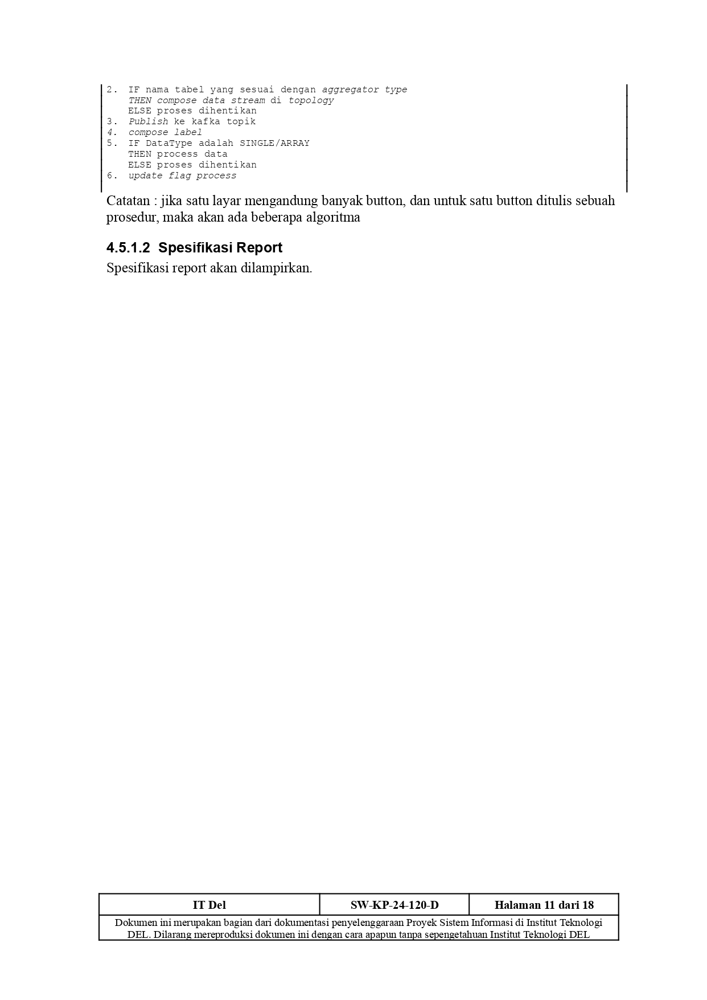 2. IF nama tabel yang sesuai dengan aggregator type
THEN compose data stream di topology
ELSE proses dihentikan
3. Publish ke kafka topik
4. compose label
5. IF DataType adalah SINGLE/ARRAY
THEN process data
ELSE proses dihentikan
6. update flag process
Catatan : jika satu layar mengandung banyak button, dan untuk satu button ditulis sebuah
prosedur, maka akan ada beberapa algoritma
4.5.1.2 Spesifikasi Report
Spesifikasi report akan dilampirkan.
IT Del SW-KP-24-120-D Halaman 11 dari 18
Dokumen ini merupakan bagian dari dokumentasi penyelenggaraan Proyek Sistem Informasi di Institut Teknologi
DEL. Dilarang mereproduksi dokumen ini dengan cara apapun tanpa sepengetahuan Institut Teknologi DEL